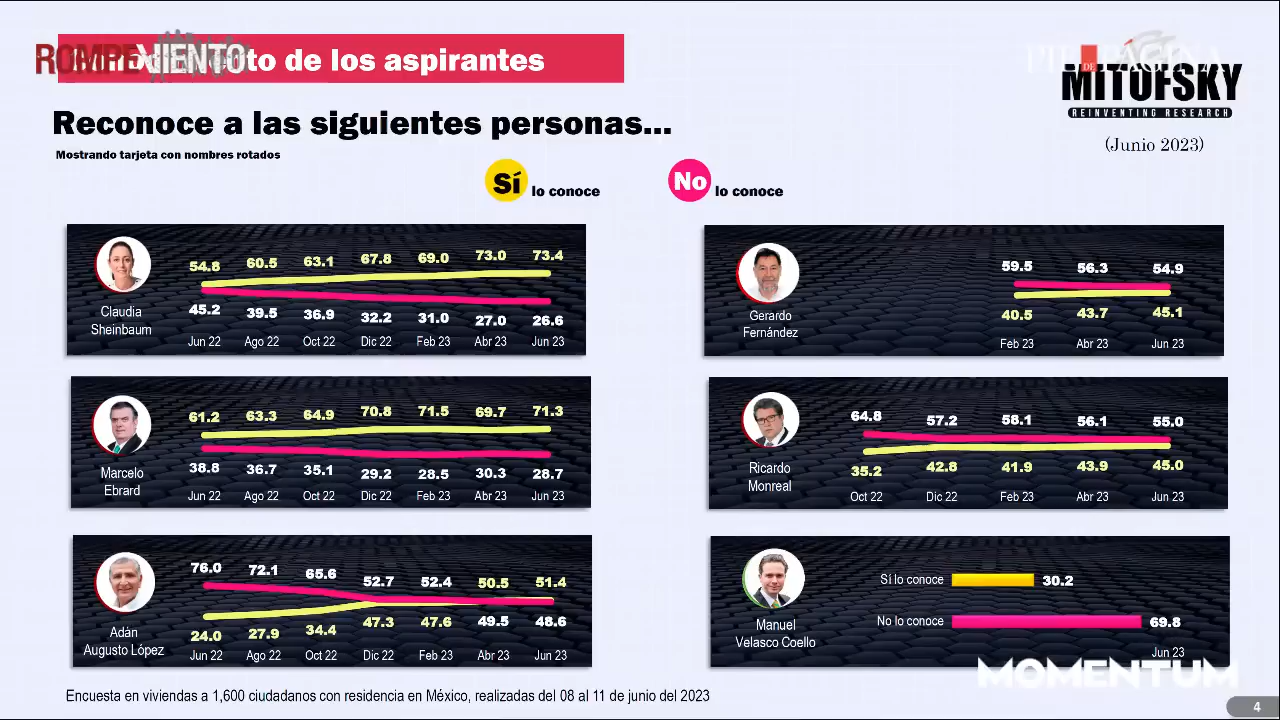 ROMPEVIENTO
to de los aspirantes
PIE DE PÁGINA
MITOFSKY
REINVENTING RESEARCH
(Junio 2023)
Reconoce a las siguientes personas...
Mostrando tarjeta con nombres rotados
Sí lo conoce
No lo conoce
Claudia
Sheinbaum
54.8 60.5 63.1 67.8 69.0 73.0 73.4
45.2 39.5 36.9 32.2 31.0 27.0 26.6
Jun 22 Ago 22 Oct 22 Dic 22 Feb 23 Abr 23 Jun 23
Gerardo
Fernández
59.5 56.3 54.9
40.5 43.7 45.1
Feb 23 Abr 23 Jun 23
Marcelo
Ebrard
61.2 63.3 64.9 70.8 71.5 69.7 71.3
38.8 36.7 35.1 29.2 28.5 30.3 28.7
Jun 22 Ago 22 Oct 22 Dic 22 Feb 23 Abr 23 Jun 23
Ricardo
Monreal
64.8 57.2 58.1 56.1 55.0
35.2 42.8 41.9 43.9 45.0
Oct 22 Dic 22 Feb 23 Abr 23 Jun 23
Adán
Augusto López
76.0 72.1 65.6 52.7 52.4 50.5 51.4
24.0 27.9 34.4 47.3 47.6 49.5 48.6
Jun 22 Ago 22 Oct 22 Dic 22 Feb 23 Abr 23 Jun 23
Manuel
Velasco Coello
Sí lo conoce 30.2
No lo conoce 69.8
Jun 23
MOMENTUM
Encuesta en viviendas a 1,600 ciudadanos con residencia en México, realizadas del 08 al 11 de junio del 2023
4